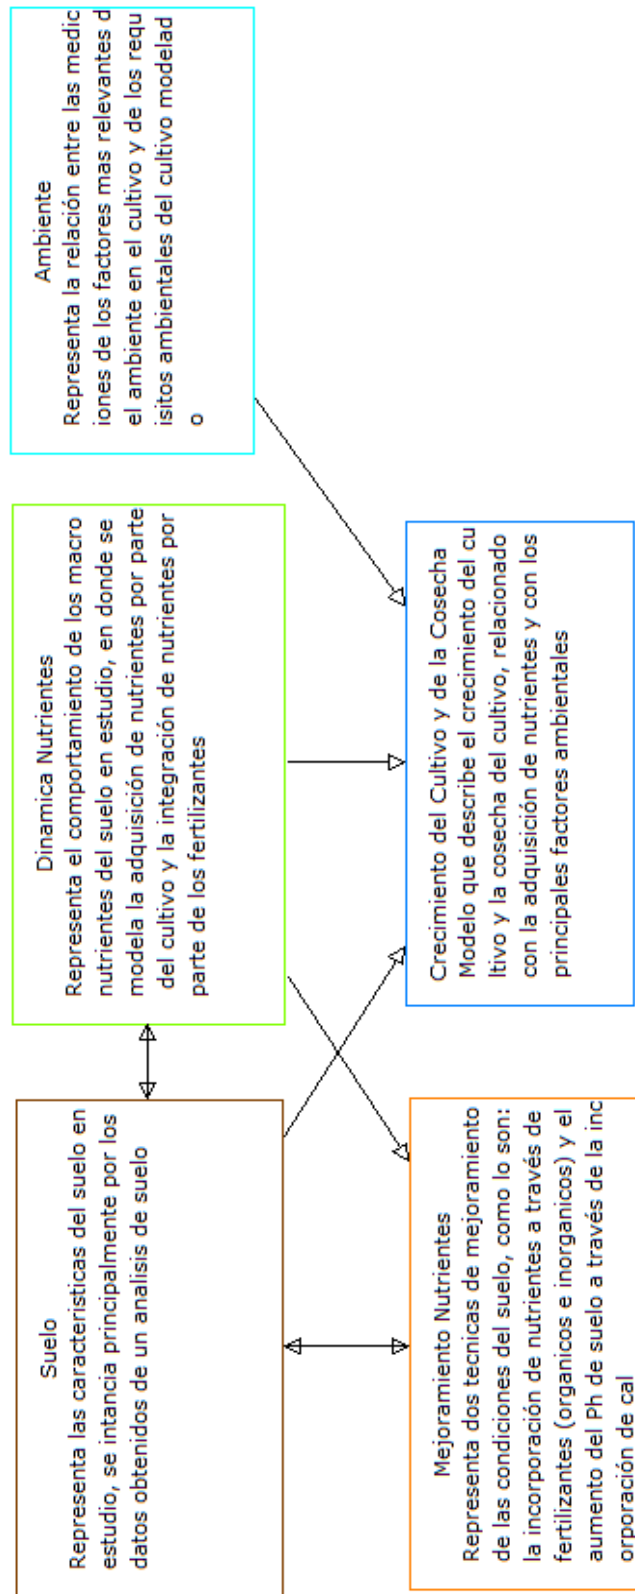 Suelo
Representa las caracteristicas del suelo en
estudio, se intancia principalmente por los
datos obtenidos de un analisis de suelo
Dinamica Nutrientes
Representa el comportamiento de los macro
nutrientes del suelo en estudio, en donde se
modela la adquisición de nutrientes por parte
del cultivo y la integración de nutrientes por
parte de los fertilizantes
Ambiente
Representa la relación entre las medic
iones de los factores mas relevantes d
el ambiente en el cultivo y de los requ
isitos ambientales del cultivo modelad
o
Mejoramiento Nutrientes
Representa dos tecnicas de mejoramiento
de las condiciones del suelo, como lo son:
la incorporación de nutrientes a través de
fertilizantes (organicos e inorganicos) y el
aumento del Ph de suelo a través de la inc
orporación de cal
Crecimiento del Cultivo y de la Cosecha
Modelo que describe el crecimiento del cu
ltivo y la cosecha del cultivo, relacionado
con la adquisición de nutrientes y con los
principales factores ambientales